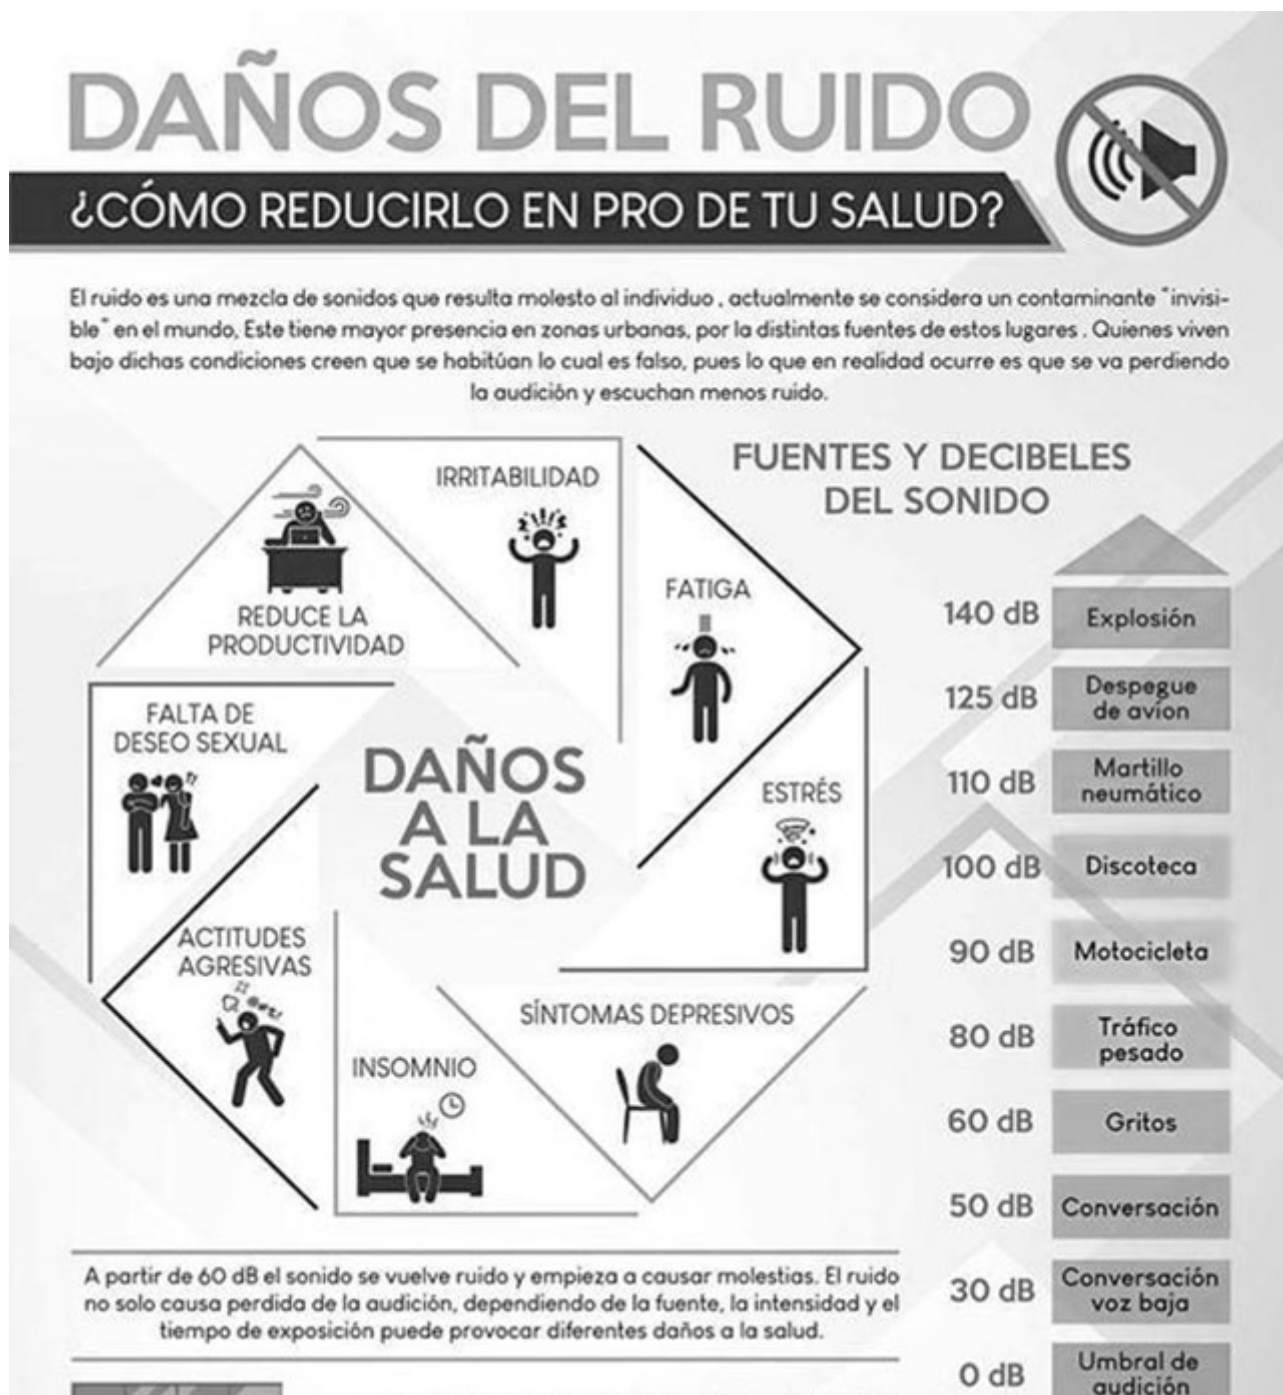 DAÑOS DEL RUIDO
¿CÓMO REDUCIRLO EN PRO DE TU SALUD?
El ruido es una mezcla de sonidos que resulta molesto al individuo , actualmente se considera un contaminante "invisi-
ble" en el mundo, Este tiene mayor presencia en zonas urbanas, por la distintas fuentes de estos lugares . Quienes viven
bajo dichas condiciones creen que se habitúan lo cual es falso, pues lo que en realidad ocurre es que se va perdiendo
la audición y escuchan menos ruido.
REDUCE LA
PRODUCTIVIDAD
IRRITABILIDAD
FATIGA
ESTRÉS
SÍNTOMAS DEPRESIVOS
INSOMNIO
ACTITUDES
AGRESIVAS
FALTA DE
DESEO SEXUAL
DAÑOS
A LA
SALUD
FUENTES Y DECIBELES
DEL SONIDO
140 dB Explosión
125 dB Despegue
de avíon
110 dB Martillo
neumático
100 dB Discoteca
90 dB Motocicleta
80 dB Tráfico
pesado
60 dB Gritos
50 dB Conversación
30 dB Conversación
voz baja
0 dB Umbral de
audición
A partir de 60 dB el sonido se vuelve ruido y empieza a causar molestias. El ruido
no solo causa perdida de la audición, dependiendo de la fuente, la intensidad y el
tiempo de exposición puede provocar diferentes daños a la salud.